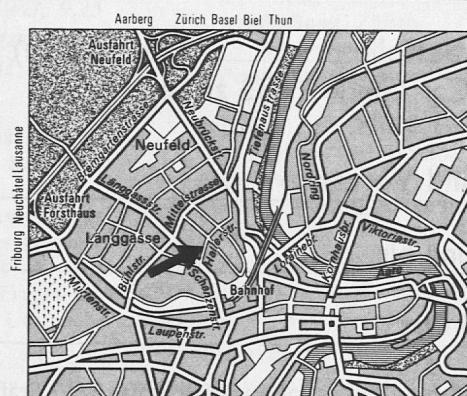 Aarberg Zürich Basel Biel Thun
Fribourg Neuchâtel Lausanne
Ausfahrt
Neufeld
Bremgartenstrasse
Neubrückstr.
Tiefenaustrasse
Neufeld
Nordring
Länggassstr.
Mittelstrasse
Ausfahrt
Forsthaus
Länggasse
Malerstr.
Viktoriastr.
Kornhausbr.
Lorrainebr.
Bühlstr.
Schanzenstr.
Bahnhof
Aare
Murtenstr.
Laupenstr.